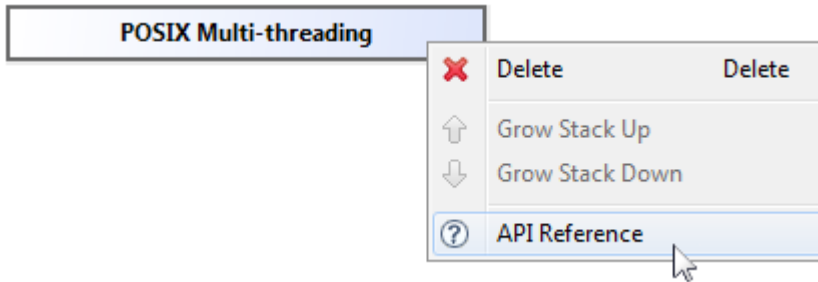 POSIX Multi-threading
Delete Delete
Grow Stack Up
Grow Stack Down
API Reference